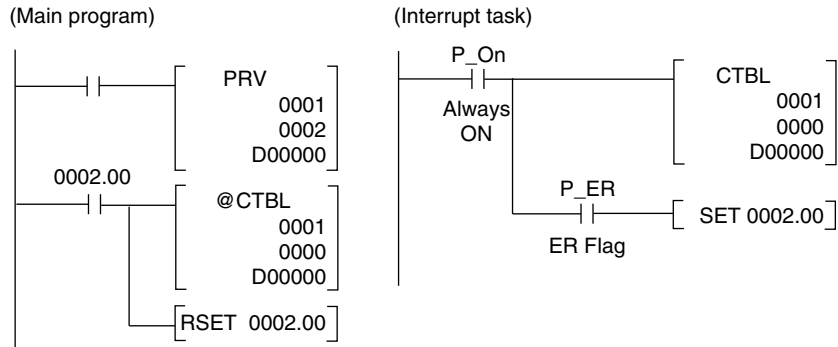 (Main program)
PRV
0001
0002
D00000
0002.00
@CTBL
0001
0000
D00000
RSET 0002.00
(Interrupt task)
P_On
Always
ON
CTBL
0001
0000
D00000
P_ER
ER Flag
SET 0002.00